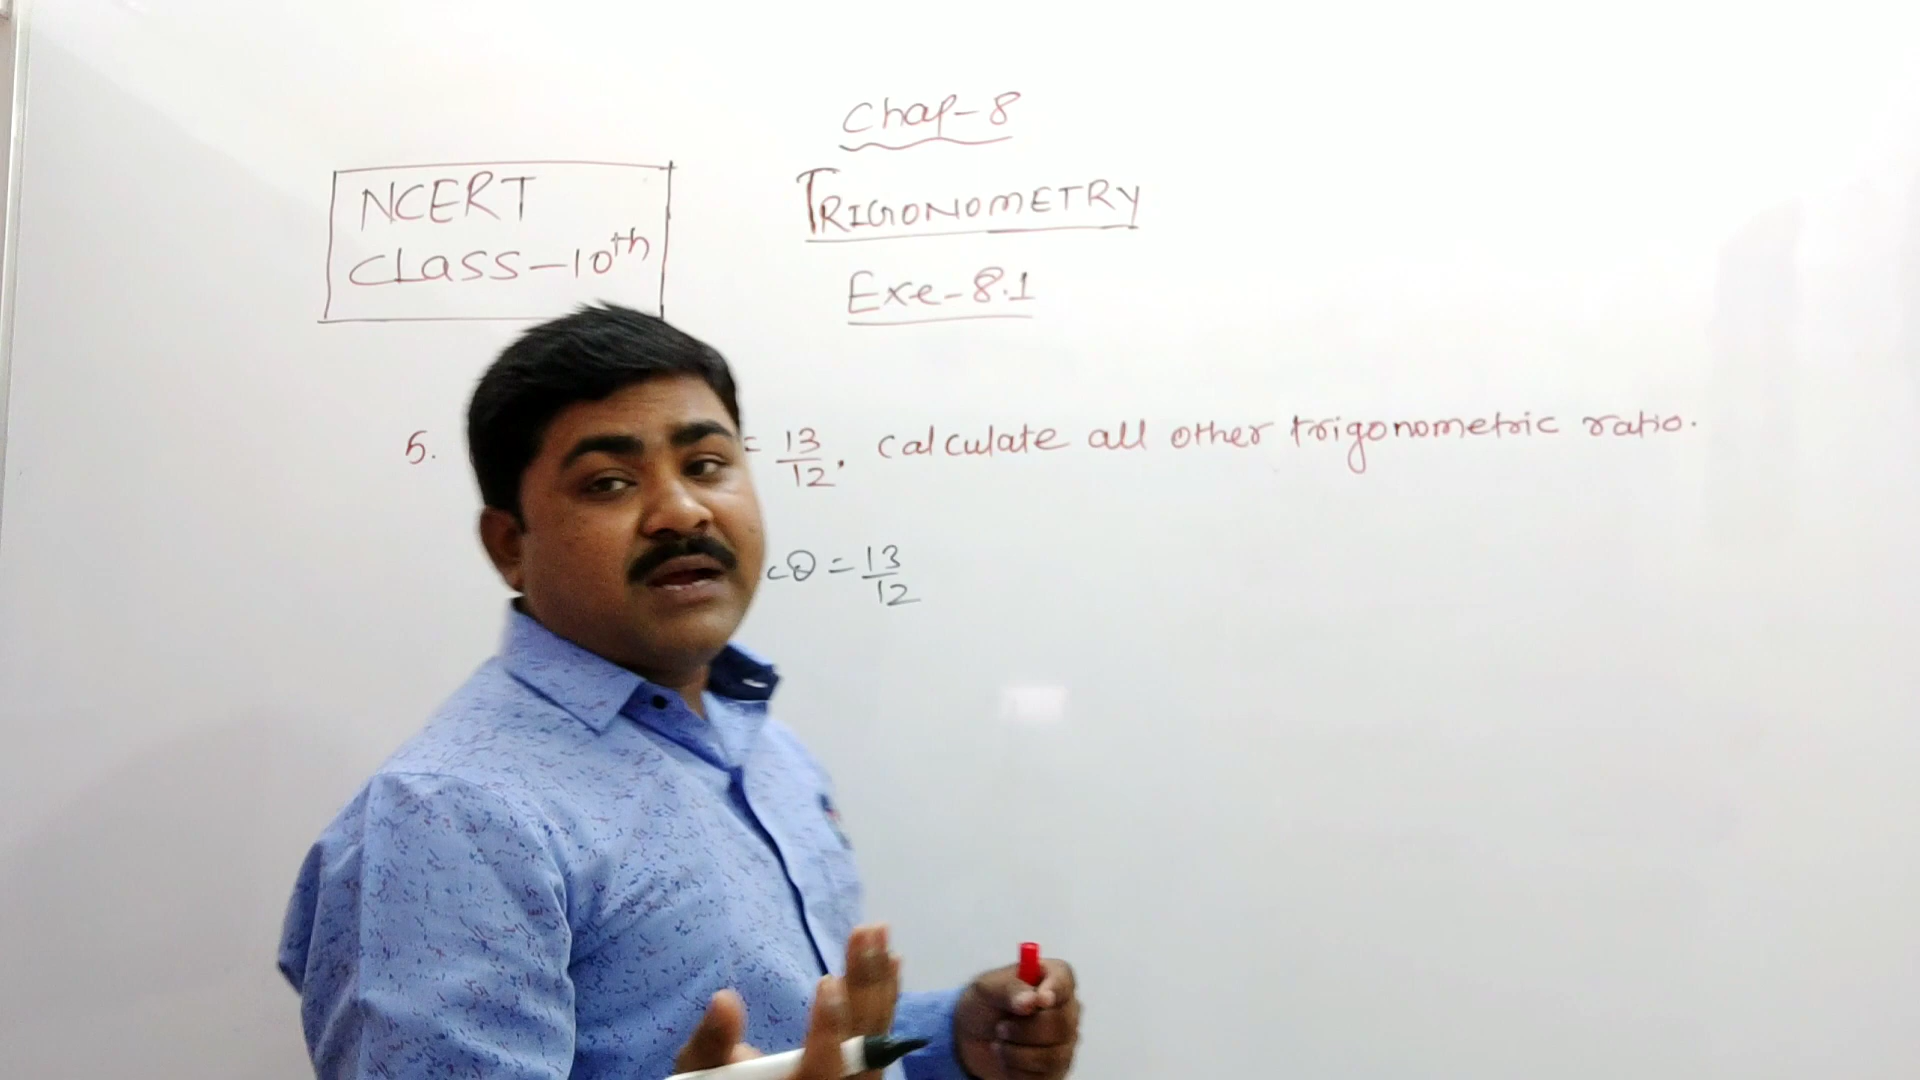 Chap-8
NCERT
CLASS-10th
TRIGONOMETRY
Exe-8.1
5. = 13/12. Calculate all other trigonometric ratio.
cθ = 13/12